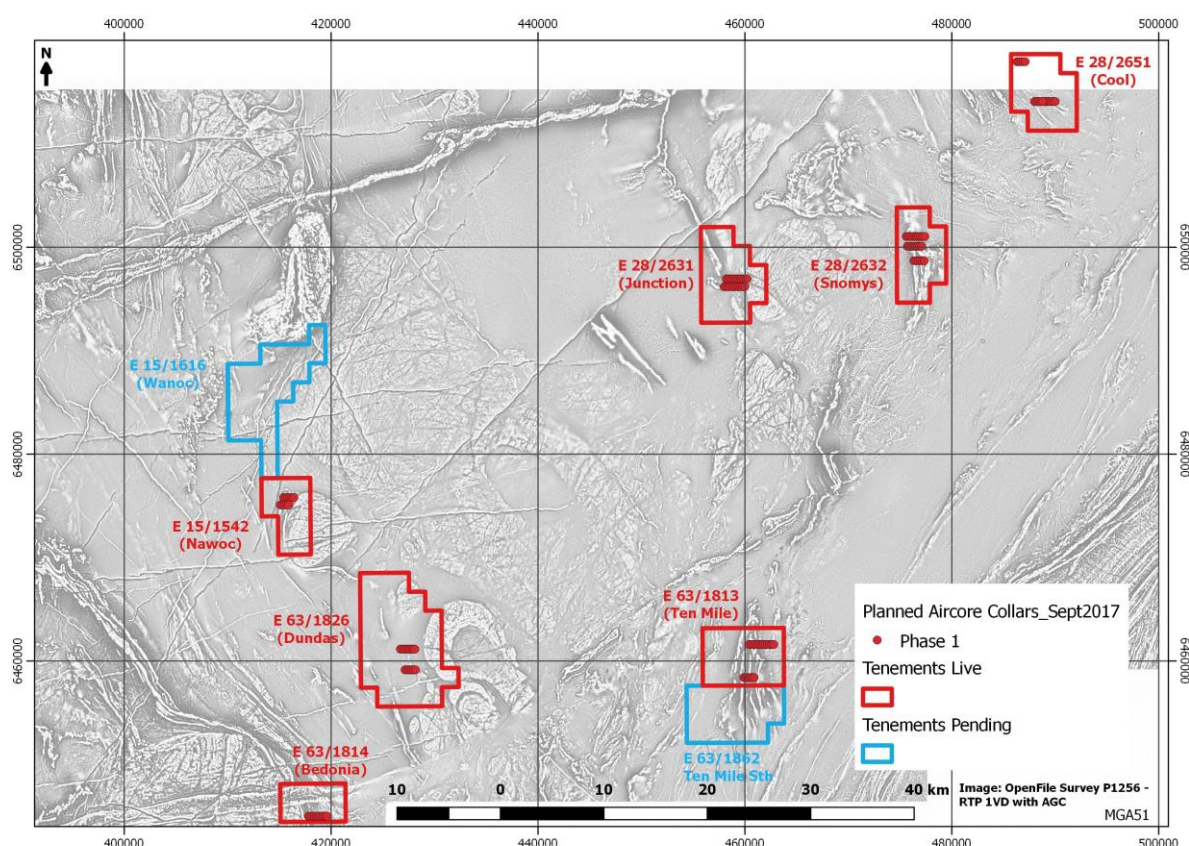 400000 420000 440000 460000 480000 500000
N
E 28/2651
(Cool)
6500000
6500000
E 28/2631
(Junction)
E 28/2632
(Snomys)
E 15/1616
(Wanoc)
6480000
6480000
E 15/1542
(Nawoc)
E 63/1826
(Dundas)
E 63/1813
(Ten Mile)
6460000
6460000
Planned Aircore Collars_Sept2017
Phase 1
Tenements Live
Tenements Pending
E 63/1814
(Bedonia)
E 63/1862
Ten Mile Sth
10 0 10 20 30 40 km
Image: OpenFile Survey P1256 -
RTP 1VD with AGC
MGA51
400000 420000 440000 460000 480000 500000